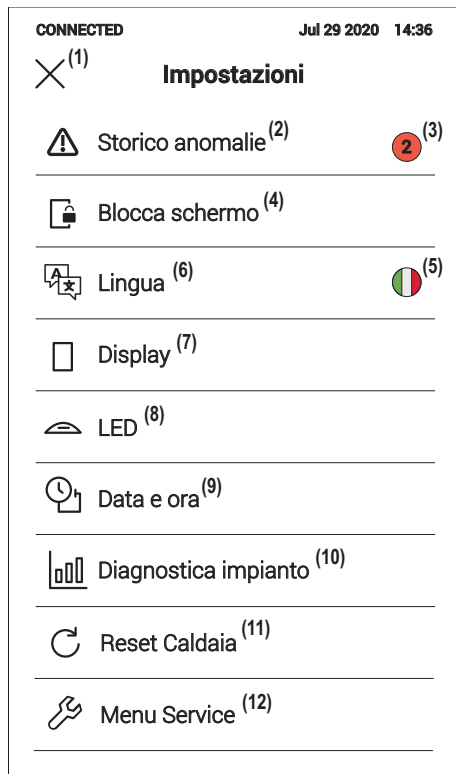 CONNECTED Jul 29 2020 14:36
(1) Impostazioni
Storico anomalie (2) 2 (3)
Blocca schermo (4)
A Lingua (6) (5)
Display (7)
LED (8)
Data e ora (9)
Diagnostica impianto (10)
Reset Caldaia (11)
Menu Service (12)